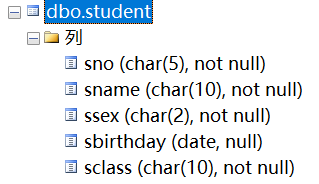 dbo.student
列
sno (char(5), not null)
sname (char(10), not null)
ssex (char(2), not null)
sbirthday (date, null)
sclass (char(10), not null)